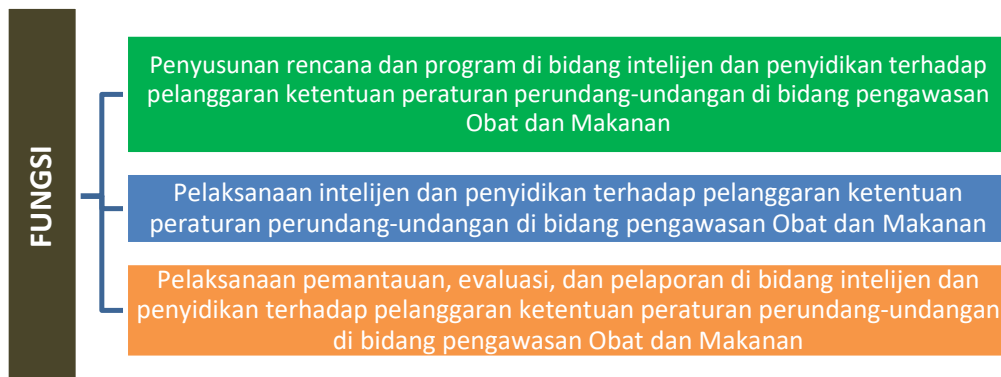 FUNGSI
Penyusunan rencana dan program di bidang intelijen dan penyidikan terhadap
pelanggaran ketentuan peraturan perundang-undangan di bidang pengawasan
Obat dan Makanan
Pelaksanaan intelijen dan penyidikan terhadap pelanggaran ketentuan
peraturan perundang-undangan di bidang pengawasan Obat dan Makanan
Pelaksanaan pemantauan, evaluasi, dan pelaporan di bidang intelijen dan
penyidikan terhadap pelanggaran ketentuan peraturan perundang-undangan
di bidang pengawasan Obat dan Makanan